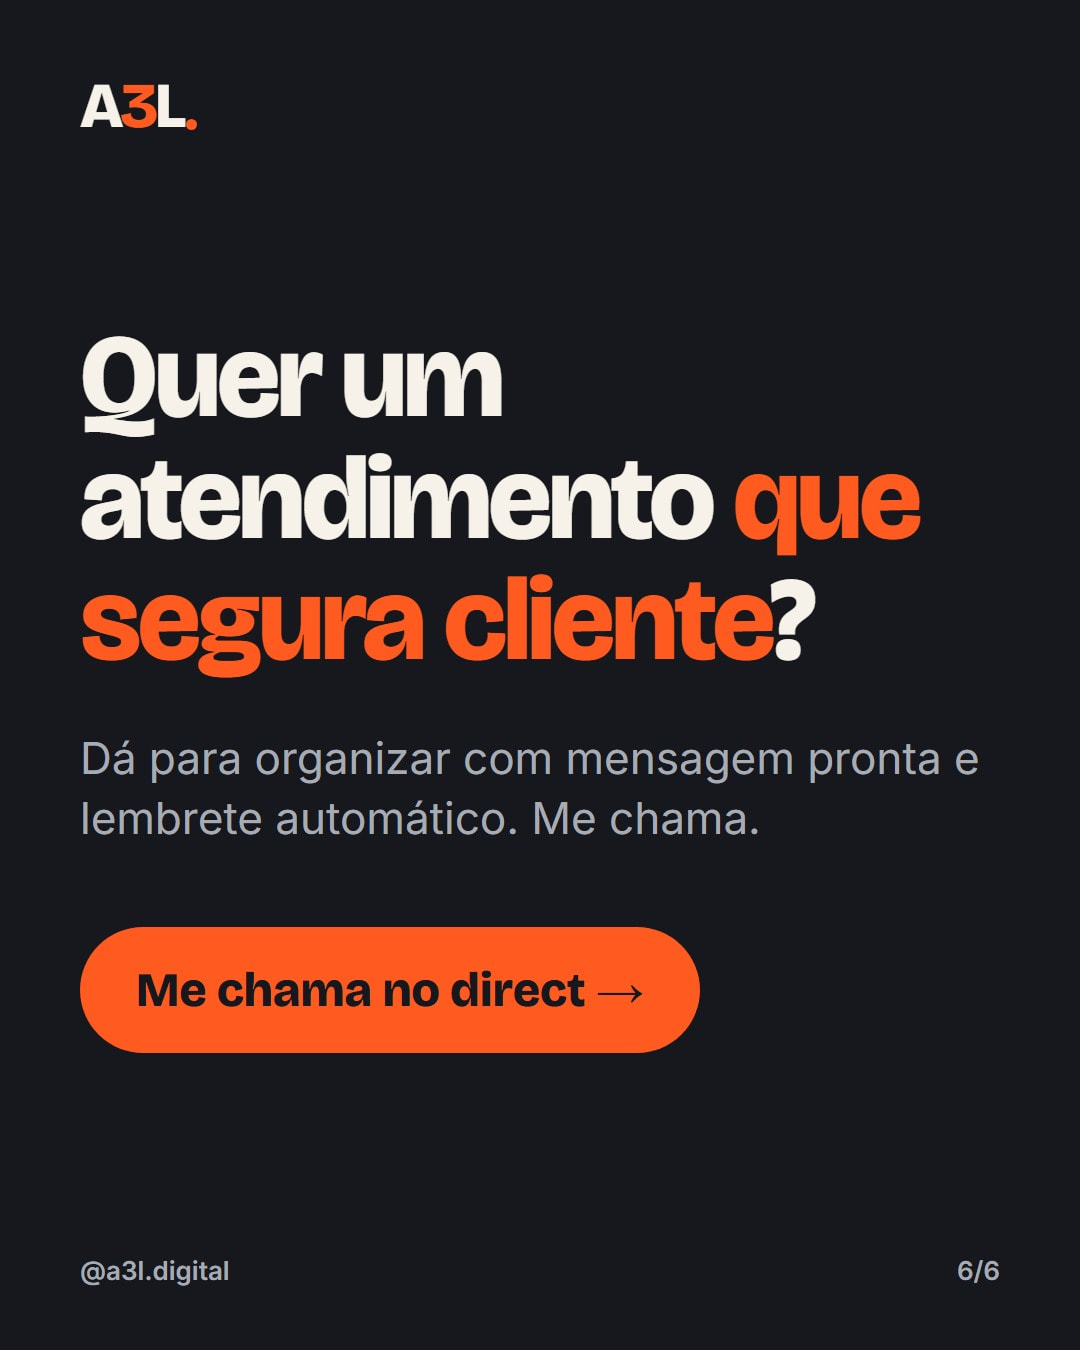 A3L.
Quer um
atendimento que
segura cliente?
Dá para organizar com mensagem pronta e
lembrete automático. Me chama.
Me chama no direct →
@a3l.digital
6/6